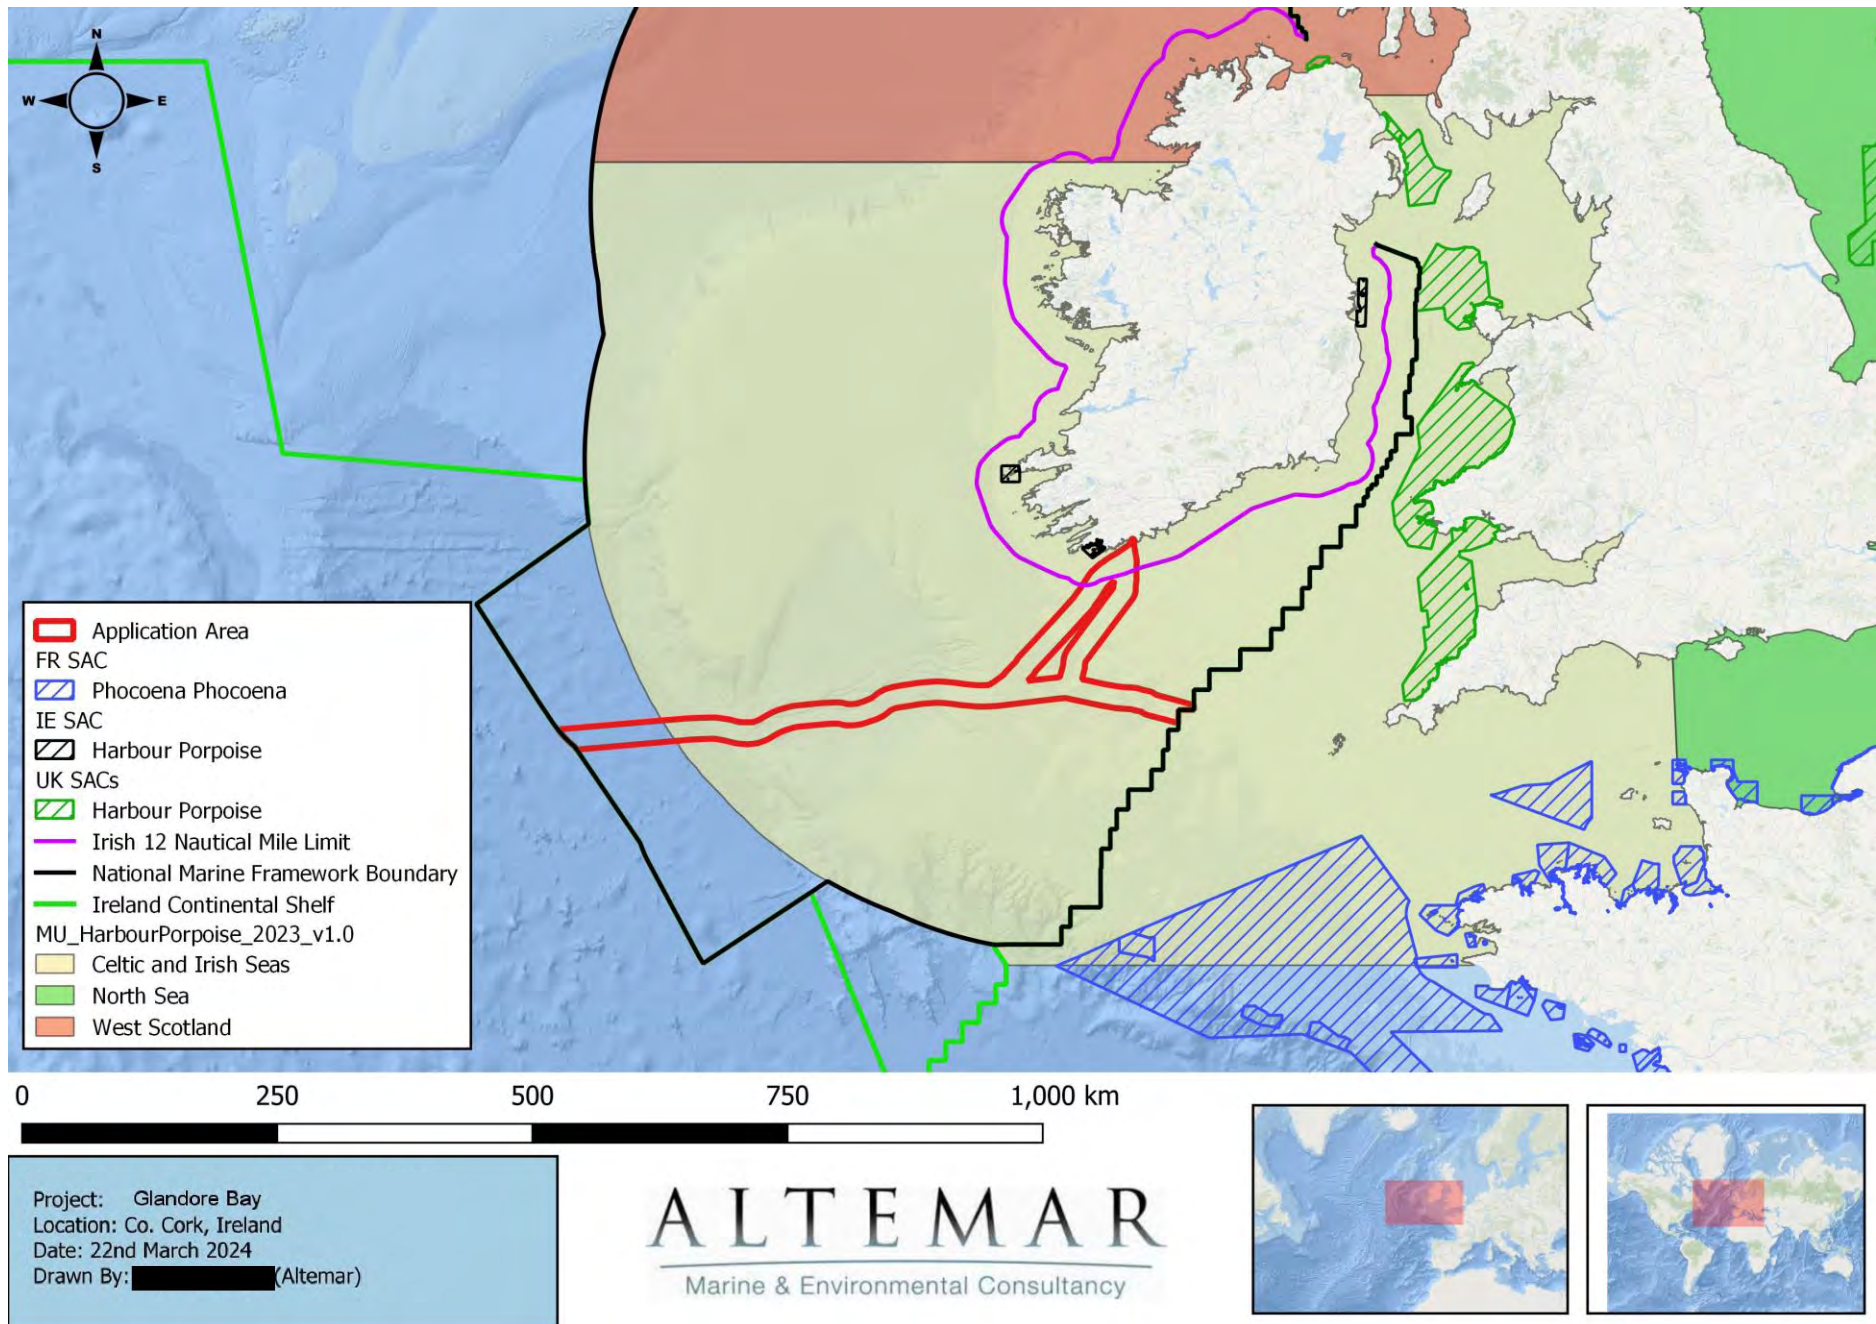 N
W
E
S
Application Area
FR SAC
Phocoena Phocoena
IE SAC
Harbour Porpoise
UK SACs
Harbour Porpoise
Irish 12 Nautical Mile Limit
National Marine Framework Boundary
Ireland Continental Shelf
MU_HarbourPorpoise_2023_v1.0
Celtic and Irish Seas
North Sea
West Scotland
0 250 500 750 1,000 km
Project: Glandore Bay
Location: Co. Cork, Ireland
Date: 22nd March 2024
Drawn By: (Altemar)
ALTEMAR
Marine & Environmental Consultancy